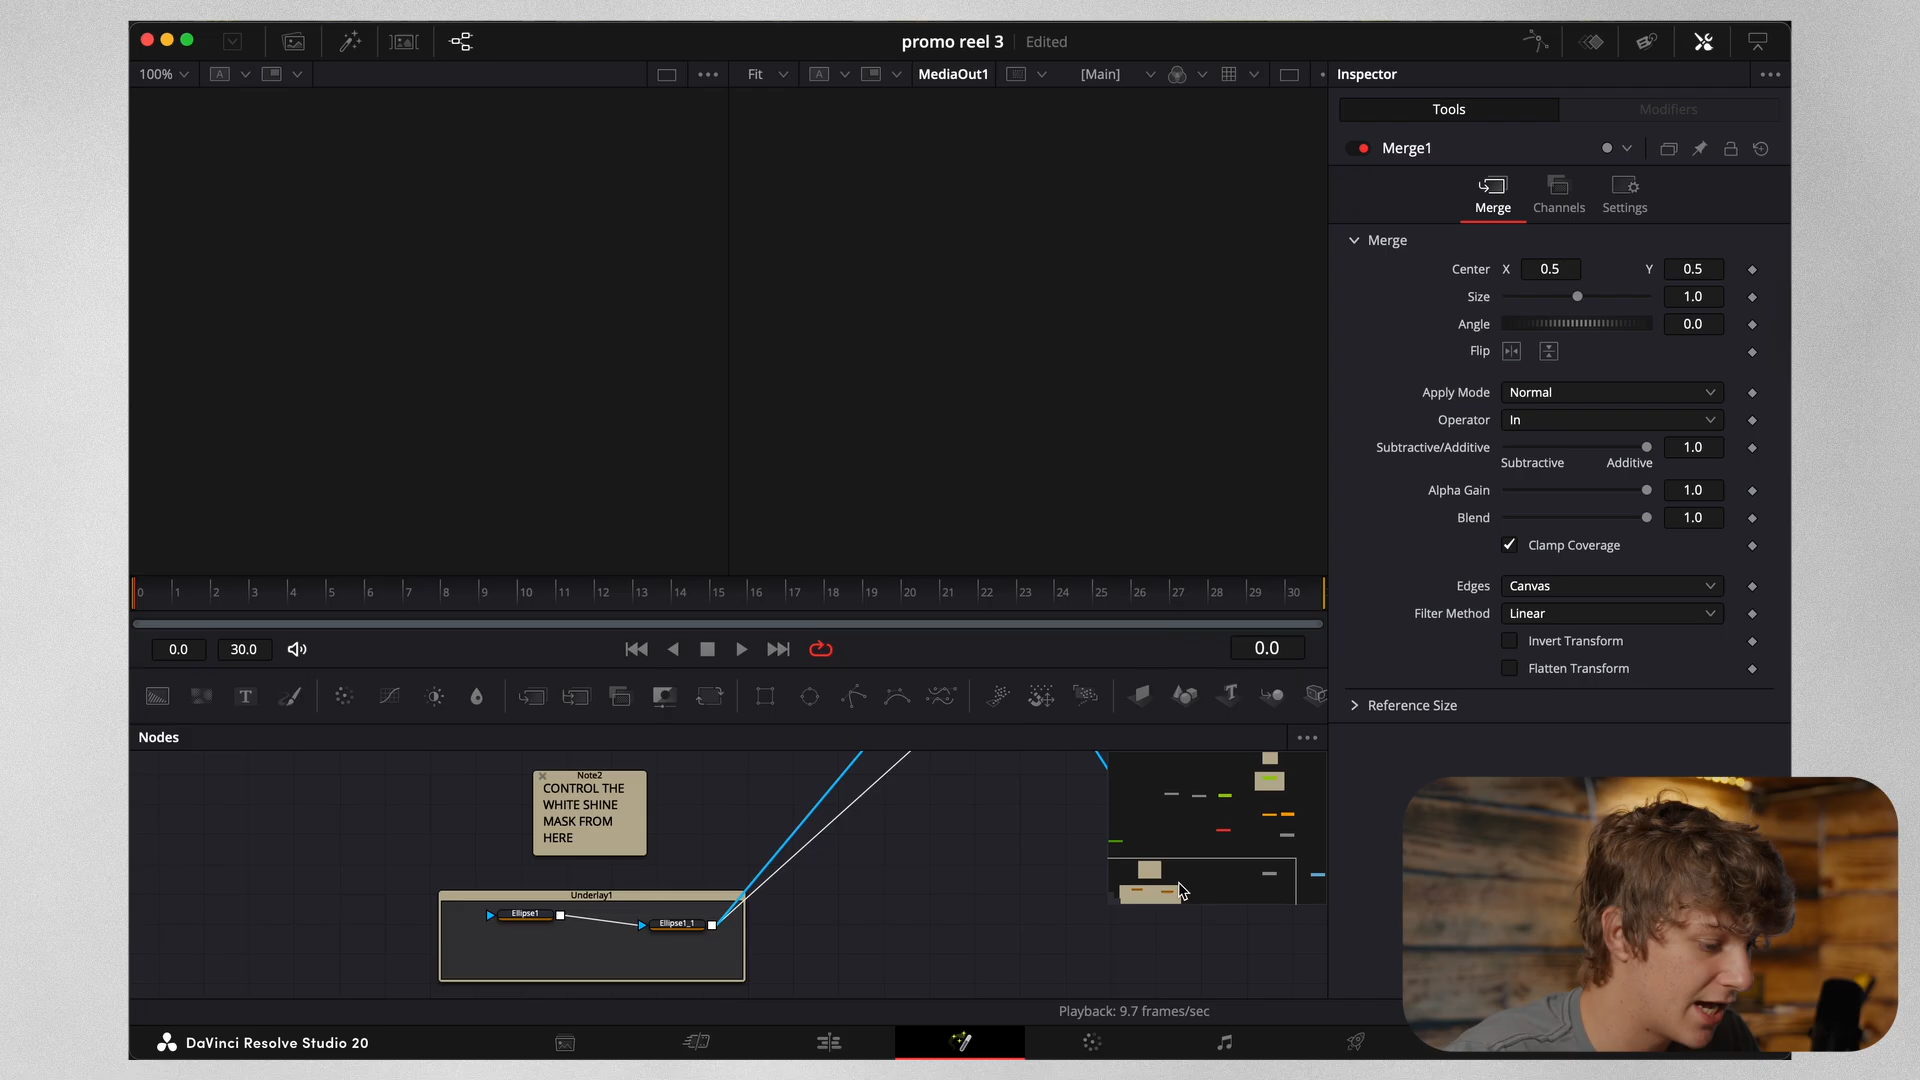 promo reel 3
Edited
100%
A
Fit
A
MediaOut1
[Main]
Inspector
Tools
Modifiers
Merge1
Merge
Channels
Settings
Merge
Center X 0.5 Y 0.5
Size 1.0
Angle 0.0
Flip
Apply Mode Normal
Operator In
Subtractive/Additive 1.0
Subtractive Additive
Alpha Gain 1.0
Blend 1.0
Clamp Coverage
Edges Canvas
Filter Method Linear
Invert Transform
Flatten Transform
Reference Size
0 1 2 3 4 5 6 7 8 9 10 11 12 13 14 15 16 17 18 19 20 21 22 23 24 25 26 27 28 29 30
0.0 30.0 0.0
T
T
Nodes
Note2
CONTROL THE
WHITE SHINE
MASK FROM
HERE
Underlay1
Ellipse1
Ellipse1_1
Playback: 9.7 frames/sec
DaVinci Resolve Studio 20